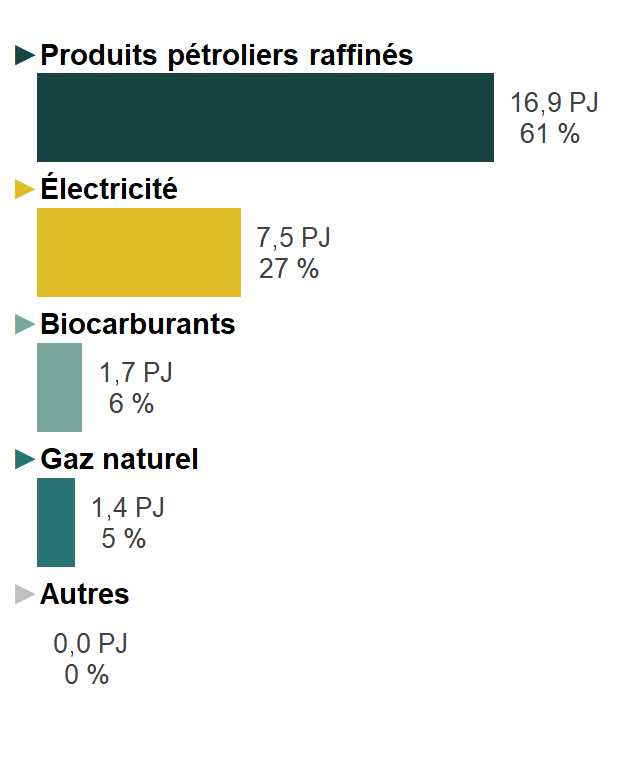 Produits pétroliers raffinés
16,9 PJ
61 %
Électricité
7,5 PJ
27 %
Biocarburants
1,7 PJ
6 %
Gaz naturel
1,4 PJ
5 %
Autres
0,0 PJ
0 %